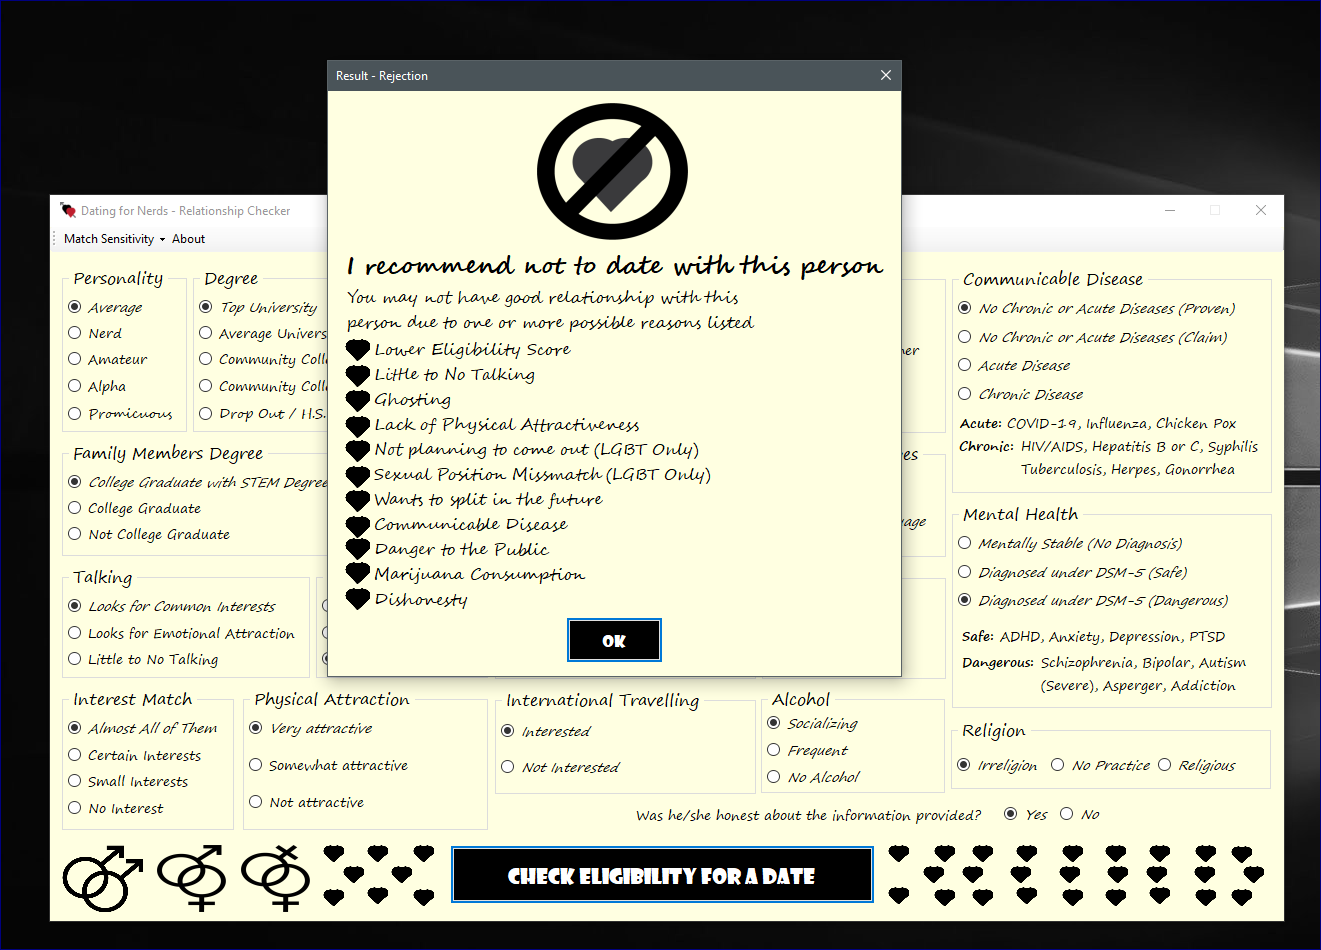 Result - Rejection
I recommend not to date with this person
You may not have good relationship with this
person due to one or more possible reasons listed
Lower Eligibility Score
Little to No Talking
Ghosting
Lack of Physical Attractiveness
Not planning to come out (LGBT Only)
Sexual Position Missmatch (LGBT Only)
Wants to split in the future
Communicable Disease
Danger to the Public
Marijuana Consumption
Dishonesty
OK
Dating for Nerds - Relationship Checker
Match Sensitivity About
Personality
Average
Nerd
Amateur
Alpha
Promicuous
Degree
Top University
Average Univers
Community Coll
Community Coll
Drop Out / H.S.
Family Members Degree
College Graduate with STEM Degree
College Graduate
Not College Graduate
Talking
Looks for Common Interests
Looks for Emotional Attraction
Little to No Talking
Interest Match
Almost All of Them
Certain Interests
Small Interests
No Interest
Physical Attraction
Very attractive
Somewhat attractive
Not attractive
International Travelling
Interested
Not Interested
Alcohol
Socializing
Frequent
No Alcohol
Communicable Disease
No Chronic or Acute Diseases (Proven)
No Chronic or Acute Diseases (Claim)
Acute Disease
Chronic Disease
Acute: COVID-19, Influenza, Chicken Pox
Chronic: HIV/AIDS, Hepatitis B or C, Syphilis
Tuberculosis, Herpes, Gonorrhea
Mental Health
Mentally Stable (No Diagnosis)
Diagnosed under DSM-5 (Safe)
Diagnosed under DSM-5 (Dangerous)
Safe: ADHD, Anxiety, Depression, PTSD
Dangerous: Schizophrenia, Bipolar, Autism
(Severe), Asperger, Addiction
Religion
Irreligion No Practice Religious
Was he/she honest about the information provided? Yes No
CHECK ELIGIBILITY FOR A DATE